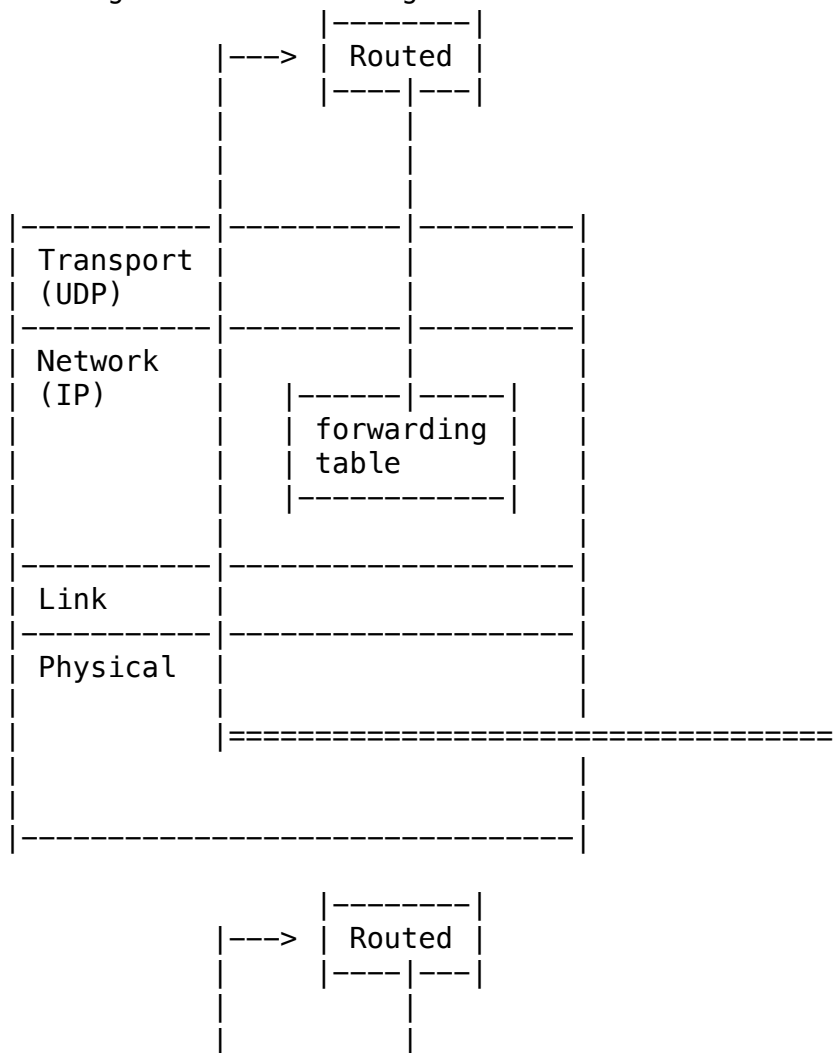 Routed
Transport
(UDP)
Network
(IP)
forwarding
table
Link
Physical
Routed